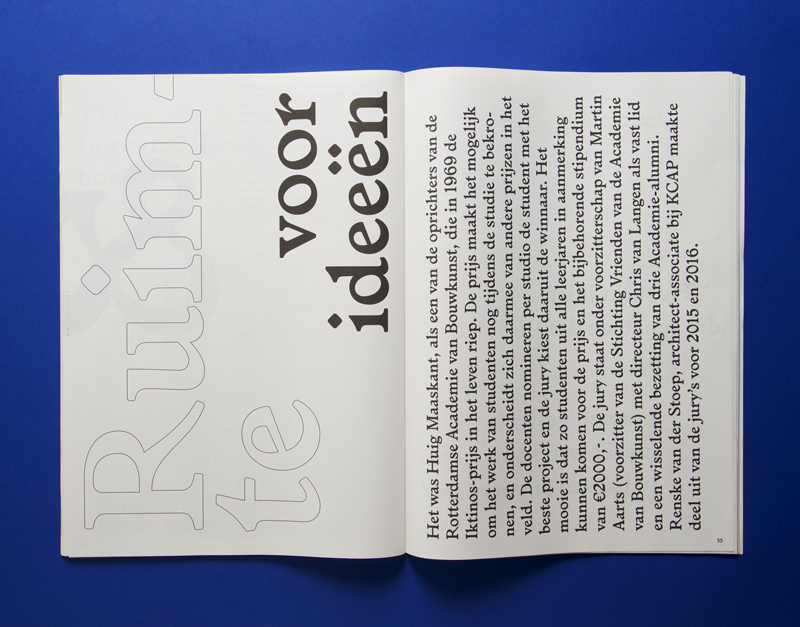 Ruim-
te
voor
ideeën
Het was Huig Maaskant, als een van de oprichters van de
Rotterdamse Academie van Bouwkunst, die in 1969 de
Iktinos-prijs in het leven riep. De prijs maakt het mogelijk
om het werk van studenten nog tijdens de studie te bekro-
nen, en onderscheidt zich daarmee van andere prijzen in het
veld. De docenten nomineren per studio de student met het
beste project en de jury kiest daaruit de winnaar. Het
mooie is dat zo studenten uit alle leerjaren in aanmerking
kunnen komen voor de prijs en het bijbehorende stipendium
van €2000,-. De jury staat onder voorzitterschap van Martin
Aarts (voorzitter van de Stichting Vrienden van de Academie
van Bouwkunst) met directeur Chris van Langen als vast lid
en een wisselende bezetting van drie Academie-alumni.
Renske van der Stoep, architect-associate bij KCAP maakte
deel uit van de jury's voor 2015 en 2016.
55